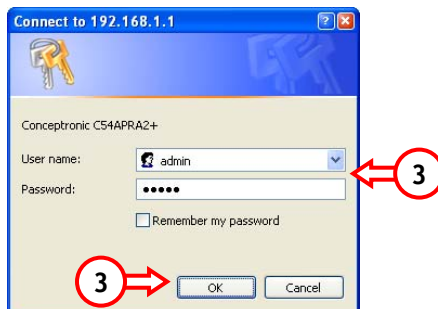 Connect to 192.168.1.1
Conceptronic C54APRA2+
User name: admin
3
Password: •••••
Remember my password
3
OK Cancel